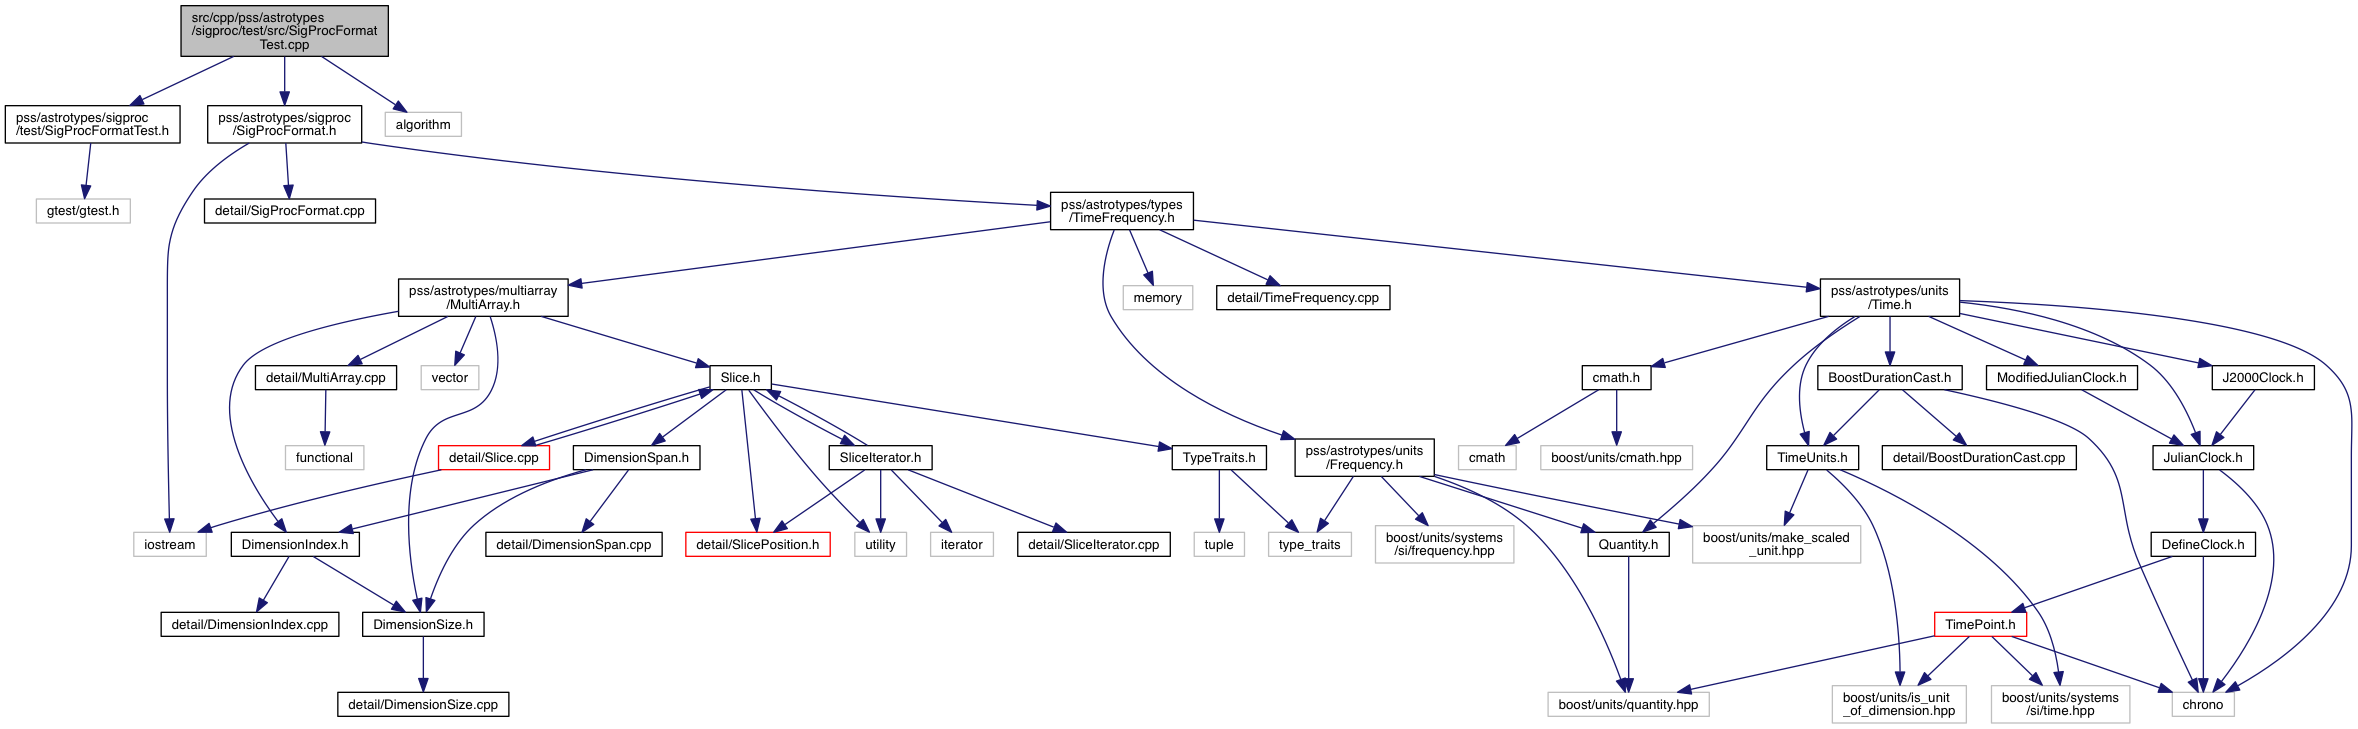 src/cpp/pss/astrotypes
/sigproc/test/src/SigProcFormat
Test.cpp
pss/astrotypes/sigproc
/test/SigProcFormatTest.h
pss/astrotypes/sigproc
/SigProcFormat.h
algorithm
gtest/gtest.h
detail/SigProcFormat.cpp
pss/astrotypes/types
/TimeFrequency.h
pss/astrotypes/multiarray
/MultiArray.h
memory
detail/TimeFrequency.cpp
pss/astrotypes/units
/Time.h
detail/MultiArray.cpp
vector
Slice.h
cmath.h
BoostDurationCast.h
ModifiedJulianClock.h
J2000Clock.h
functional
detail/Slice.cpp
DimensionSpan.h
SliceIterator.h
TypeTraits.h
pss/astrotypes/units
/Frequency.h
cmath
boost/units/cmath.hpp
TimeUnits.h
detail/BoostDurationCast.cpp
JulianClock.h
iostream
DimensionIndex.h
detail/DimensionSpan.cpp
detail/SlicePosition.h
utility
iterator
detail/SliceIterator.cpp
tuple
type_traits
boost/units/systems
/si/frequency.hpp
Quantity.h
boost/units/make_scaled
_unit.hpp
DefineClock.h
detail/DimensionIndex.cpp
DimensionSize.h
TimePoint.h
detail/DimensionSize.cpp
boost/units/quantity.hpp
boost/units/is_unit
_of_dimension.hpp
boost/units/systems
/si/time.hpp
chrono